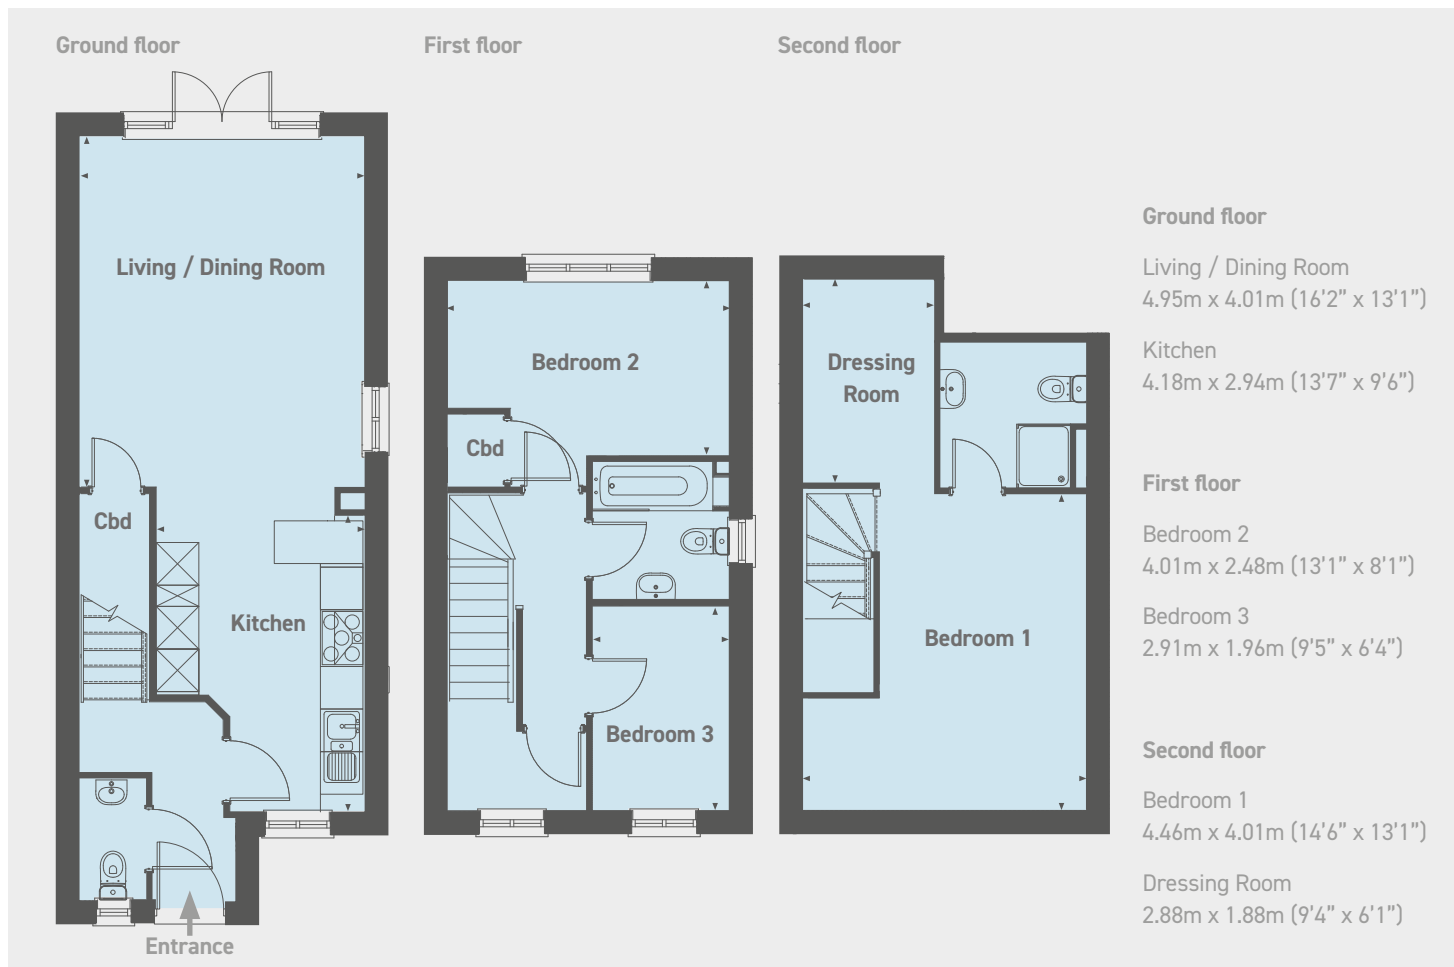 Ground floor
First floor
Second floor
Living / Dining Room
Cbd
Kitchen
Entrance
Bedroom 2
Cbd
Bedroom 3
Dressing
Room
Bedroom 1
Ground floor
Living / Dining Room
4.95m x 4.01m (16'2” x 13'1”)
Kitchen
4.18m x 2.94m (13'7” x 9'6”)
First floor
Bedroom 2
4.01m x 2.48m (13'1” x 8'1”)
Bedroom 3
2.91m x 1.96m (9'5” x 6'4”)
Second floor
Bedroom 1
4.46m x 4.01m (14'6” x 13'1”)
Dressing Room
2.88m x 1.88m (9'4” x 6'1”)